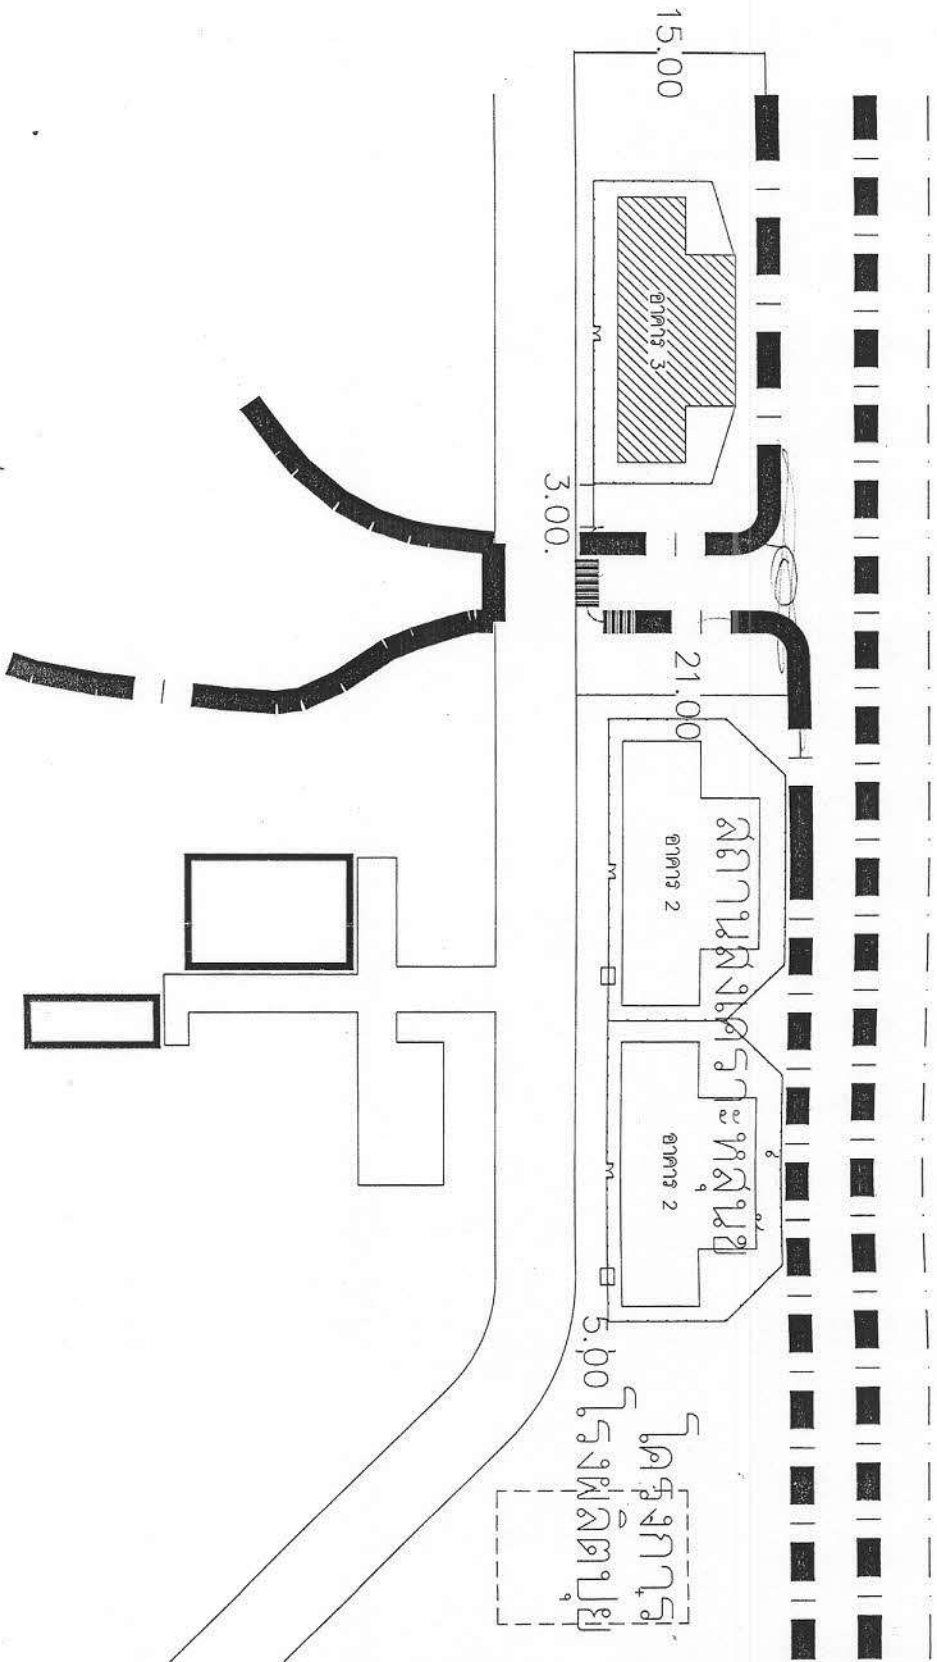 15.00
อาคาร 3
3.00.
21.00
อาคาร 2
สถานสงเคราะห์สุนัข
อาคาร 2
5.00
โครงการ
โรงผลิตปุ๋ย